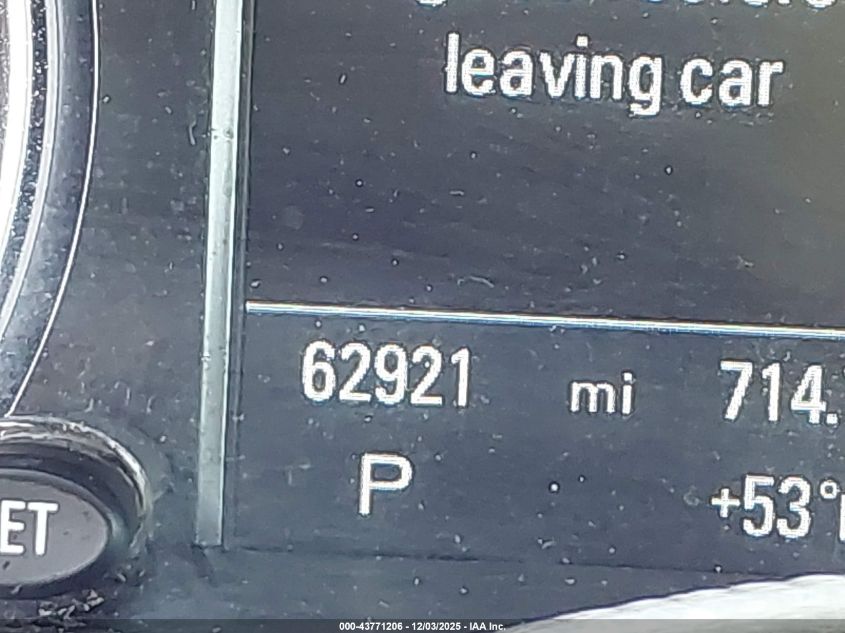 leaving car
62921 mi 714.
P +53°
ET
000-43771206 - 12/03/2025 - IAA Inc.